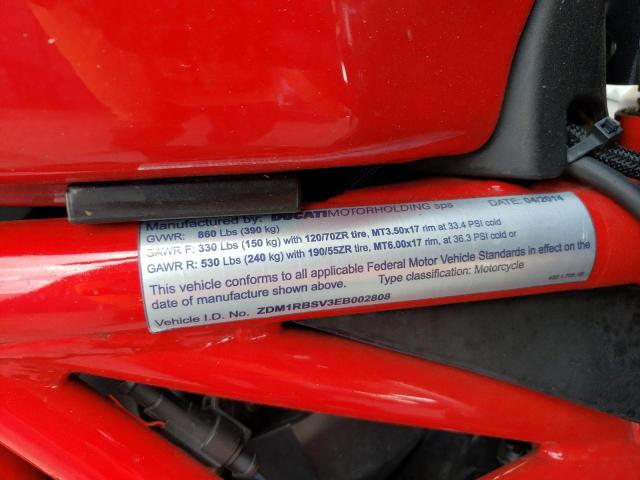 Manufactured by: DUCATIMOTORHOLDING spa DATE: 04/2014
GVWR: 860 Lbs (390 kg)
GAWR F: 330 Lbs (150 kg) with 120/70ZR tire, MT3.50x17 rim at 33.4 PSI cold
GAWR R: 530 Lbs (240 kg) with 190/55ZR tire, MT6.00x17 rim, at 36.3 PSI cold or
This vehicle conforms to all applicable Federal Motor Vehicle Standards in effect on the
date of manufacture shown above. Type classification: Motorcycle
Vehicle I.D. No. ZDM1RBSV3EB002808